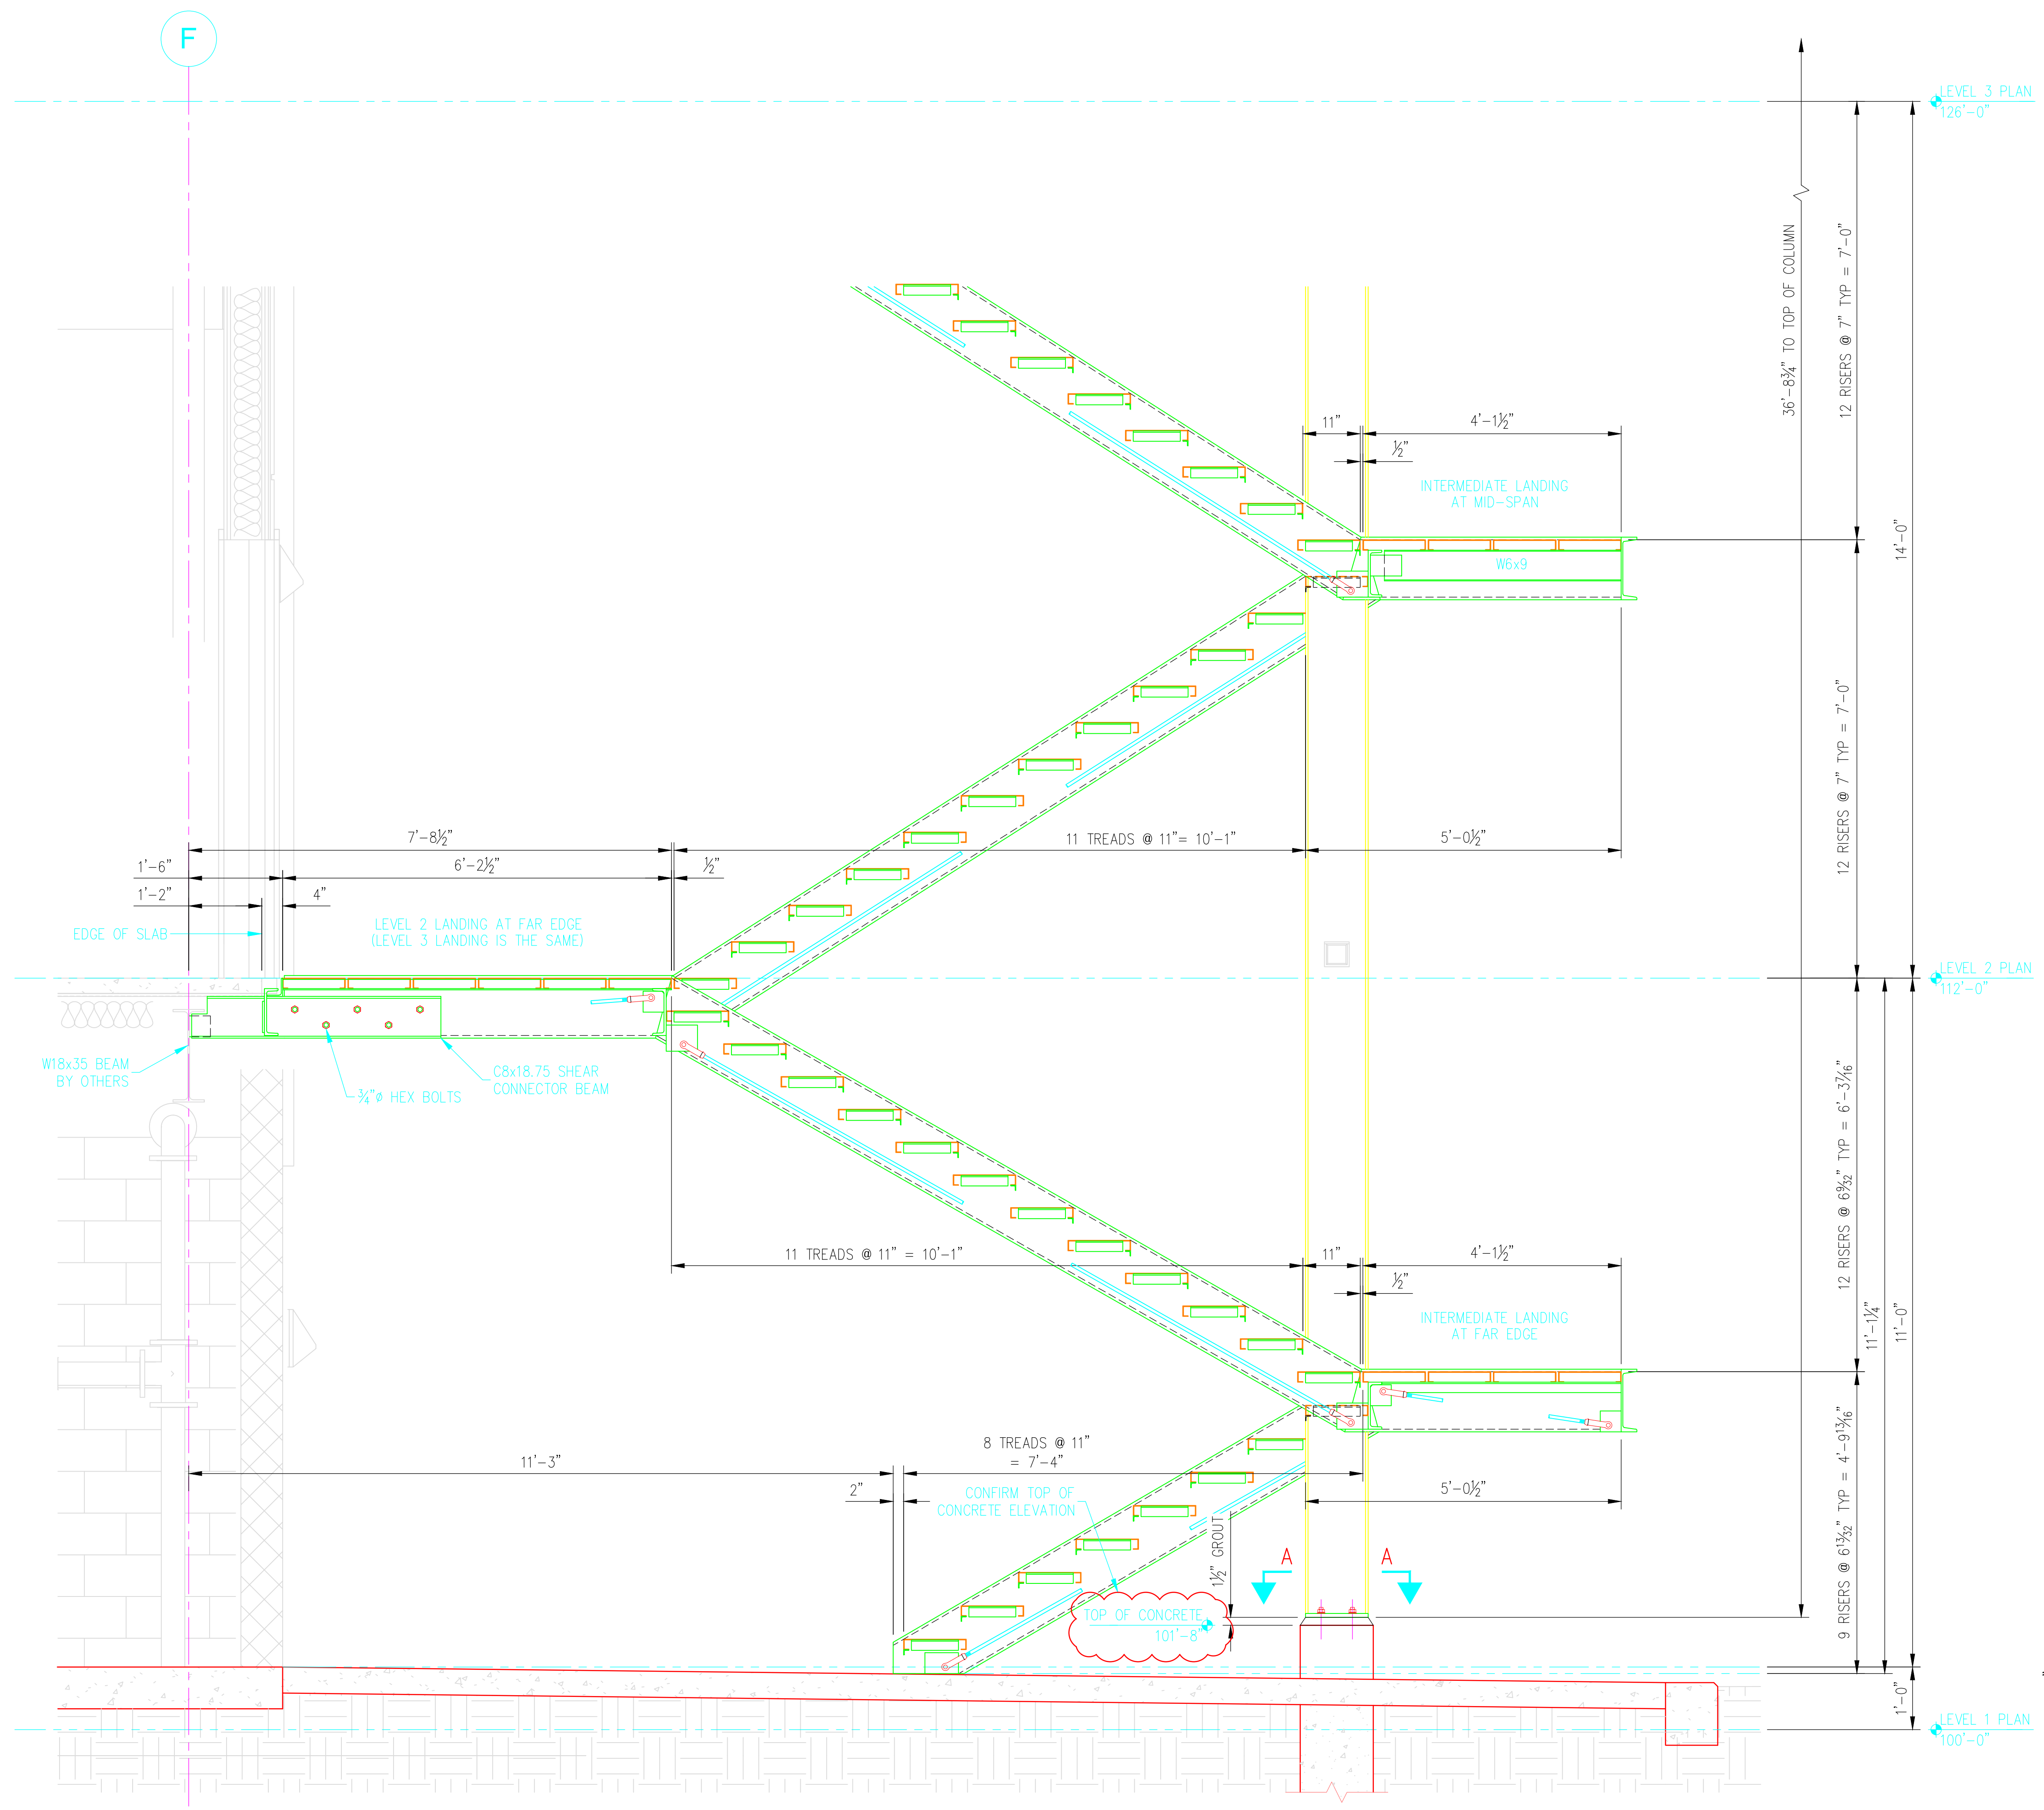 F
LEVEL 3 PLAN
126'-0"
36'-8¾" TO TOP OF COLUMN
12 RISERS @ 7" TYP = 7'-0"
14'-0"
11"
4'-1½"
½"
INTERMEDIATE LANDING
AT MID-SPAN
W6x9
12 RISERS @ 7" TYP = 7'-0"
7'-8½"
11 TREADS @ 11"= 10'-1"
5'-0½"
1'-6"
6'-2½"
½"
1'-2"
4"
EDGE OF SLAB
LEVEL 2 LANDING AT FAR EDGE
(LEVEL 3 LANDING IS THE SAME)
LEVEL 2 PLAN
112'-0"
W18x35 BEAM
BY OTHERS
¾"ø HEX BOLTS
C8x18.75 SHEAR
CONNECTOR BEAM
12 RISERS @ 6 9⁄32" TYP = 6'-3 7⁄16"
11'-1¼"
11'-0"
11 TREADS @ 11" = 10'-1"
11"
4'-1½"
½"
INTERMEDIATE LANDING
AT FAR EDGE
9 RISERS @ 6 13⁄32" TYP = 4'-9 13⁄16"
11'-3"
8 TREADS @ 11"
= 7'-4"
2"
CONFIRM TOP OF
CONCRETE ELEVATION
5'-0½"
1½" GROUT
A
A
TOP OF CONCRETE
101'-8"
1'-0"
LEVEL 1 PLAN
100'-0"